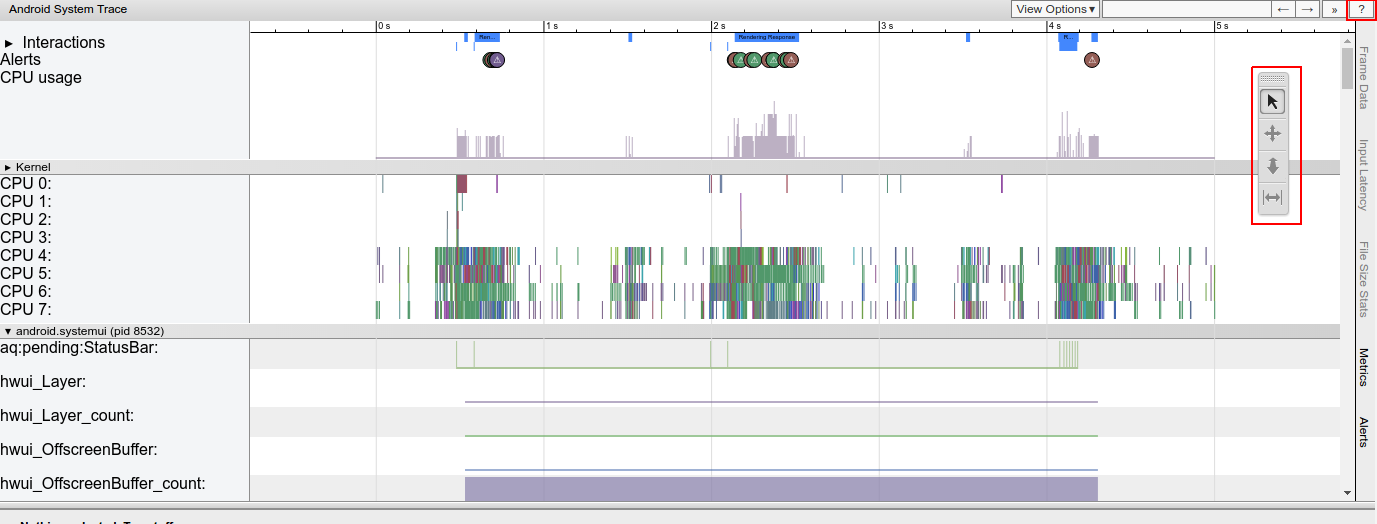 Android System Trace
View Options ▾ ← → » ?
0 s 1 s 2 s 3 s 4 s 5 s
▸ Interactions
Ren... Rendering Response R...
Alerts
CPU usage
▸ Kernel
CPU 0:
CPU 1:
CPU 2:
CPU 3:
CPU 4:
CPU 5:
CPU 6:
CPU 7:
▾ android.systemui (pid 8532)
aq:pending:StatusBar:
hwui_Layer:
hwui_Layer_count:
hwui_OffscreenBuffer:
hwui_OffscreenBuffer_count:
Frame Data
Input Latency
File Size Stats
Metrics
Alerts